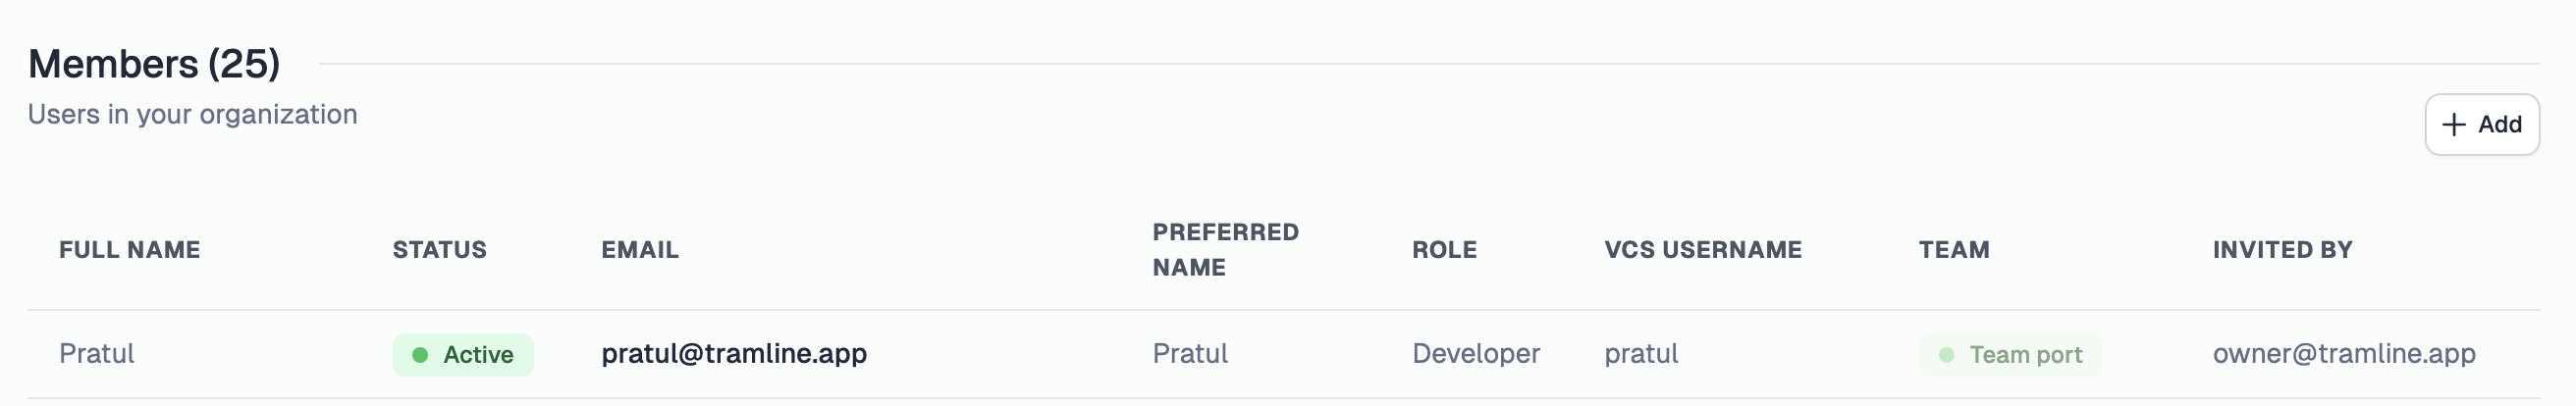 Members (25)
Users in your organization
+ Add
FULL NAME STATUS EMAIL PREFERRED NAME ROLE VCS USERNAME TEAM INVITED BY
Pratul Active pratul@tramline.app Pratul Developer pratul Team port owner@tramline.app